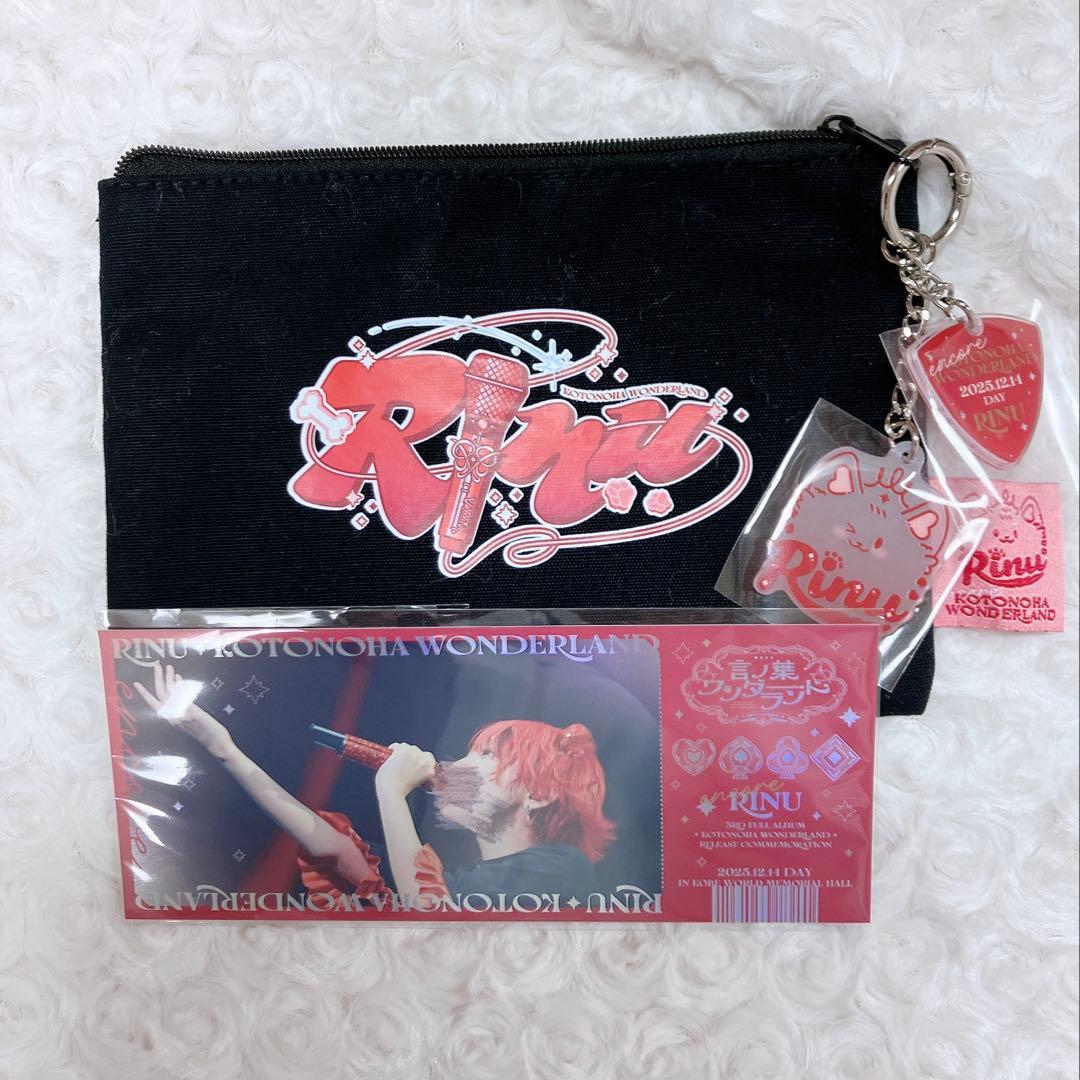 Rinu
KOTONOHA WONDERLAND
encore
KOTONOHA
WONDERLAND
2025.12.14
DAY
RINU
Rinu
Rinu
KOTONOHA
WONDERLAND
RINU・KOTONOHA WONDERLAND
言ノ葉
ワンダーランド
encore
RINU
3RD FULL ALBUM
・KOTONOHA WONDERLAND・
RELEASE COMMEMORATION
2025.12.14 DAY
IN KOBE WORLD MEMORIAL HALL
RINU・KOTONOHA WONDERLAND